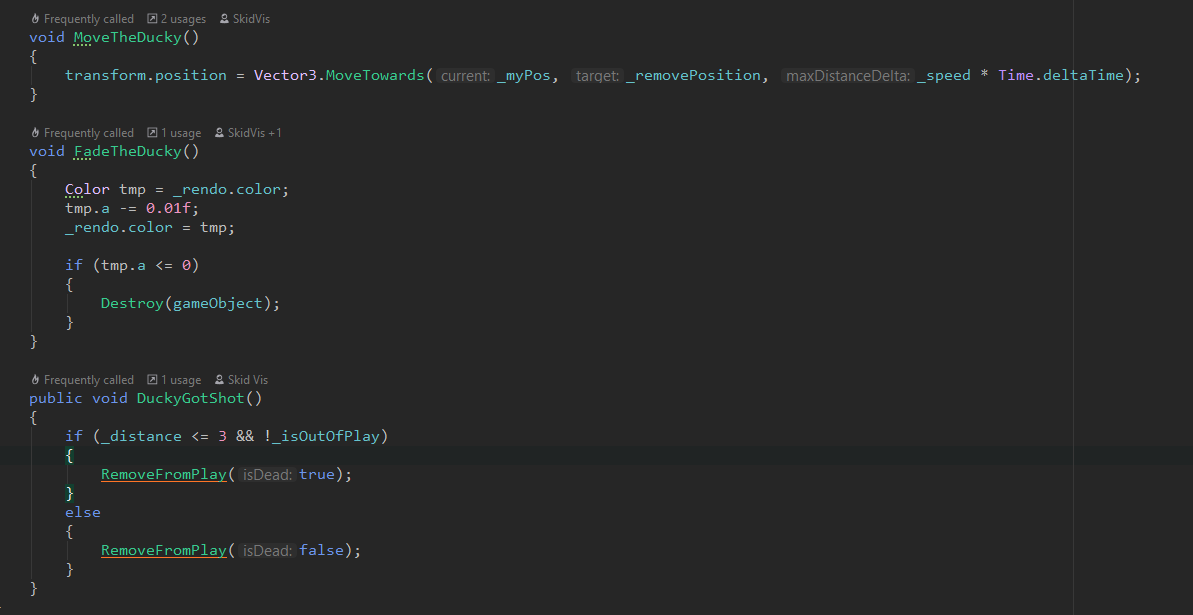 Frequently called 2 usages SkidVis
void MoveTheDucky()
{
transform.position = Vector3.MoveTowards( current: _myPos, target: _removePosition, maxDistanceDelta: _speed * Time.deltaTime);
}
Frequently called 1 usage SkidVis +1
void FadeTheDucky()
{
Color tmp = _rendo.color;
tmp.a -= 0.01f;
_rendo.color = tmp;
if (tmp.a <= 0)
{
Destroy(gameObject);
}
}
Frequently called 1 usage Skid Vis
public void DuckyGotShot()
{
if (_distance <= 3 && !_isOutOfPlay)
{
RemoveFromPlay( isDead: true);
}
else
{
RemoveFromPlay( isDead: false);
}
}